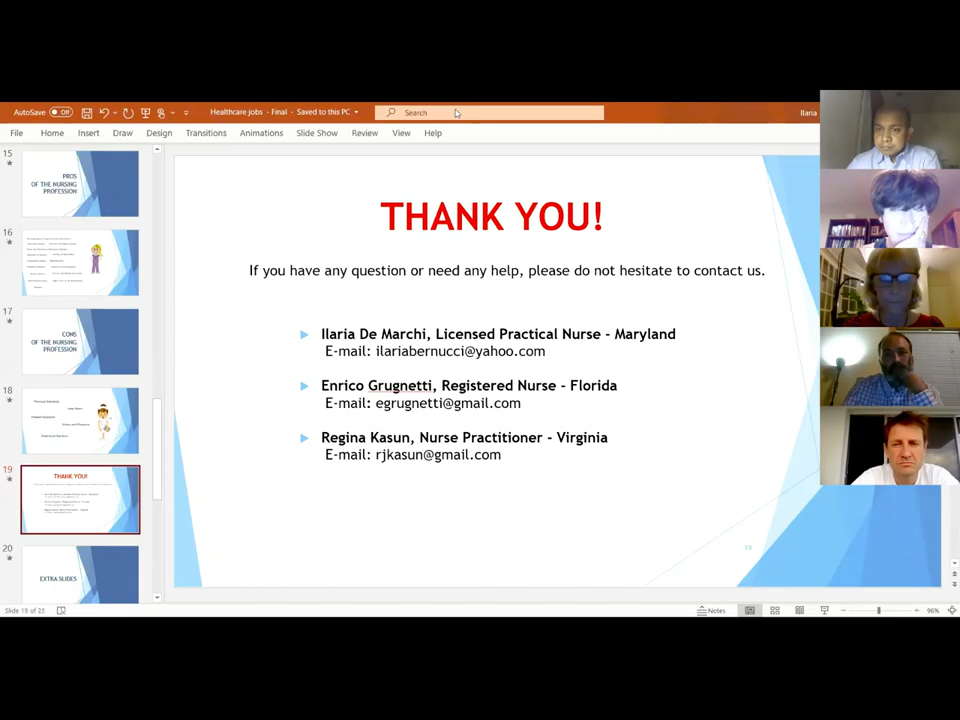 AutoSave Off
Healthcare jobs - Final - Saved to this PC
Search
Ilaria
File Home Insert Draw Design Transitions Animations Slide Show Review View Help
15
PROS
OF THE NURSING
PROFESSION
16
17
CONS
OF THE NURSING
PROFESSION
18
19
THANK YOU!
20
EXTRA SLIDES
THANK YOU!
If you have any question or need any help, please do not hesitate to contact us.
Ilaria De Marchi, Licensed Practical Nurse - Maryland
E-mail: ilariabernucci@yahoo.com
Enrico Grugnetti, Registered Nurse - Florida
E-mail: egrugnetti@gmail.com
Regina Kasun, Nurse Practitioner - Virginia
E-mail: rjkasun@gmail.com
19
Slide 19 of 25
Notes
96%